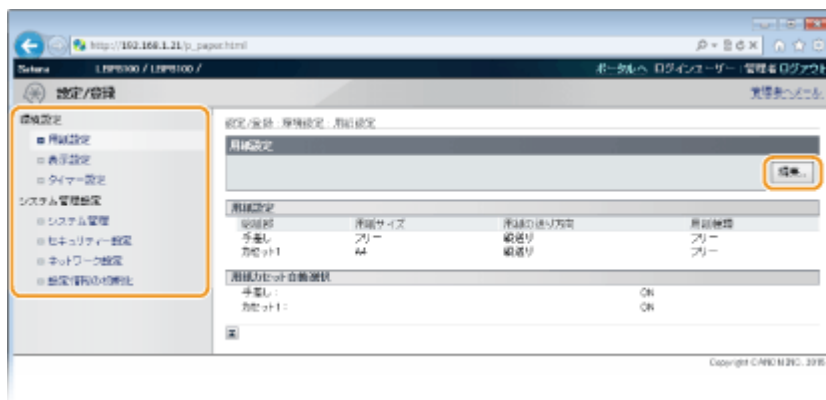 http://192.168.1.21/p_paper.html
Satera LBP8100 / LBP8100 /
ポータルへ ログインユーザー: 管理者 ログアウト
設定/登録
管理者へメール
環境設定
用紙設定
表示設定
タイマー設定
システム管理設定
システム管理
セキュリティー設定
ネットワーク設定
設定情報の初期化
設定/登録 : 環境設定 : 用紙設定
用紙設定
編集...
用紙設定
給紙部 用紙サイズ 用紙の送り方向 用紙種類
手差し フリー 縦送り フリー
カセット1 A4 縦送り フリー
用紙カセット自動選択
手差し : ON
カセット1 : ON
Copyright CANON INC. 2015